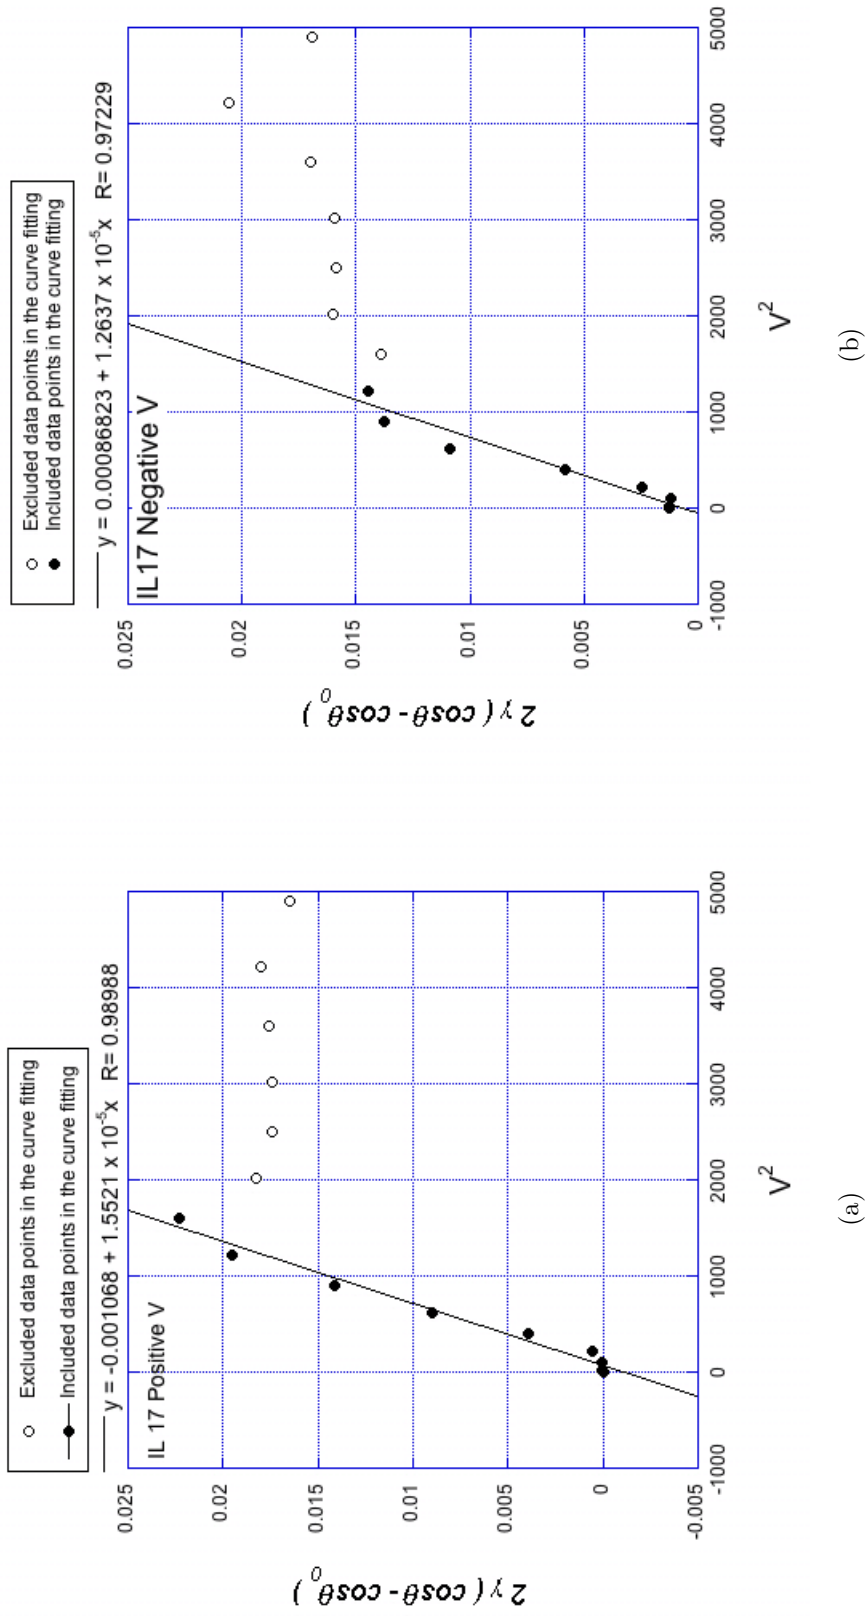 Excluded data points in the curve fitting
Included data points in the curve fitting
y = -0.001068 + 1.5521 x 10⁻⁵x R= 0.98988
IL 17 Positive V
0.025
0.02
0.015
0.01
0.005
0
-0.005
2 γ ( cosθ - cosθ₀ )
-1000 0 1000 2000 3000 4000 5000
V²
(a)
Excluded data points in the curve fitting
Included data points in the curve fitting
y = 0.00086823 + 1.2637 x 10⁻⁵x R= 0.97229
IL17 Negative V
0.025
0.02
0.015
0.01
0.005
0
2 γ ( cosθ - cosθ₀ )
-1000 0 1000 2000 3000 4000 5000
V²
(b)